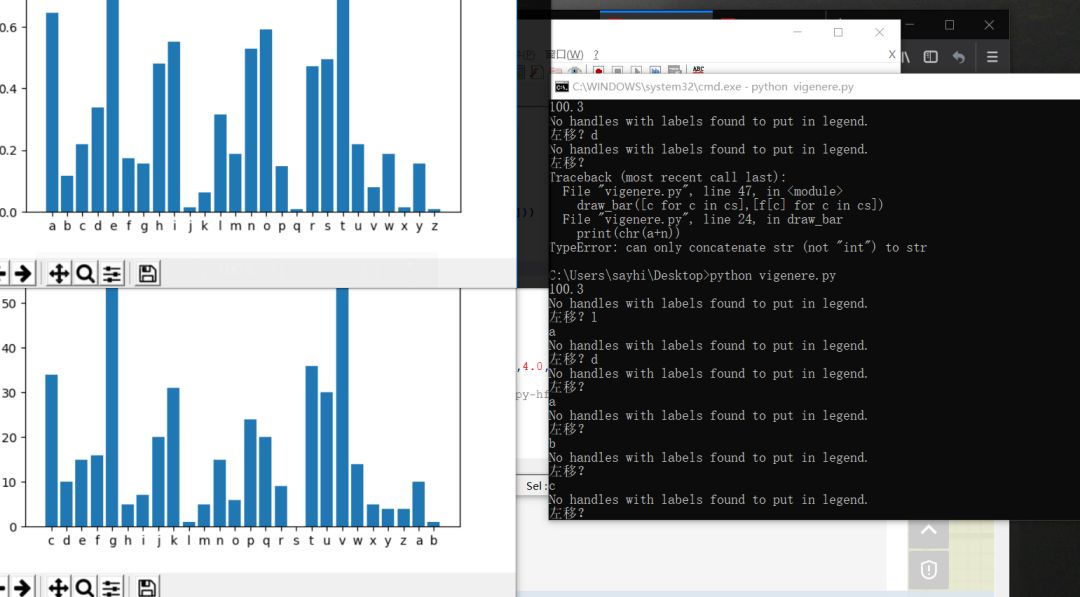 0.6
0.4
0.2
0.0
a b c d e f g h i j k l m n o p q r s t u v w x y z
50
40
30
20
10
0
c d e f g h i j k l m n o p q r s t u v w x y z a b
窗口(W) ?
X
ABC
]))
,4.0,
Sel :
C:\WINDOWS\system32\cmd.exe - python vigenere.py
100.3
No handles with labels found to put in legend.
左移? d
No handles with labels found to put in legend.
左移?
Traceback (most recent call last):
File "vigenere.py", line 47, in <module>
draw_bar([c for c in cs],[f[c] for c in cs])
File "vigenere.py", line 24, in draw_bar
print(chr(a+n))
TypeError: can only concatenate str (not "int") to str
C:\Users\sayhi\Desktop>python vigenere.py
100.3
No handles with labels found to put in legend.
左移? l
a
No handles with labels found to put in legend.
左移? d
No handles with labels found to put in legend.
左移?
a
No handles with labels found to put in legend.
左移?
b
No handles with labels found to put in legend.
左移?
c
No handles with labels found to put in legend.
左移?